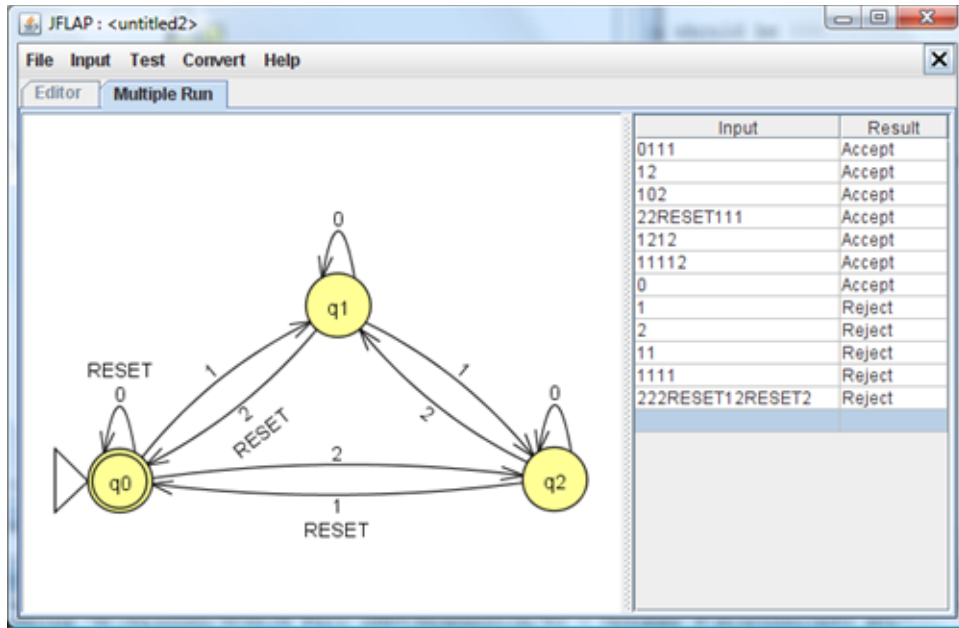 JFLAP : <untitled2>
File Input Test Convert Help
Editor Multiple Run
Input Result
0111 Accept
12 Accept
102 Accept
22RESET111 Accept
1212 Accept
11112 Accept
0 Accept
1 Reject
2 Reject
11 Reject
1111 Reject
222RESET12RESET2 Reject
0
q1
RESET
0
1
2
RESET
1
2
0
q0
2
q2
1
RESET